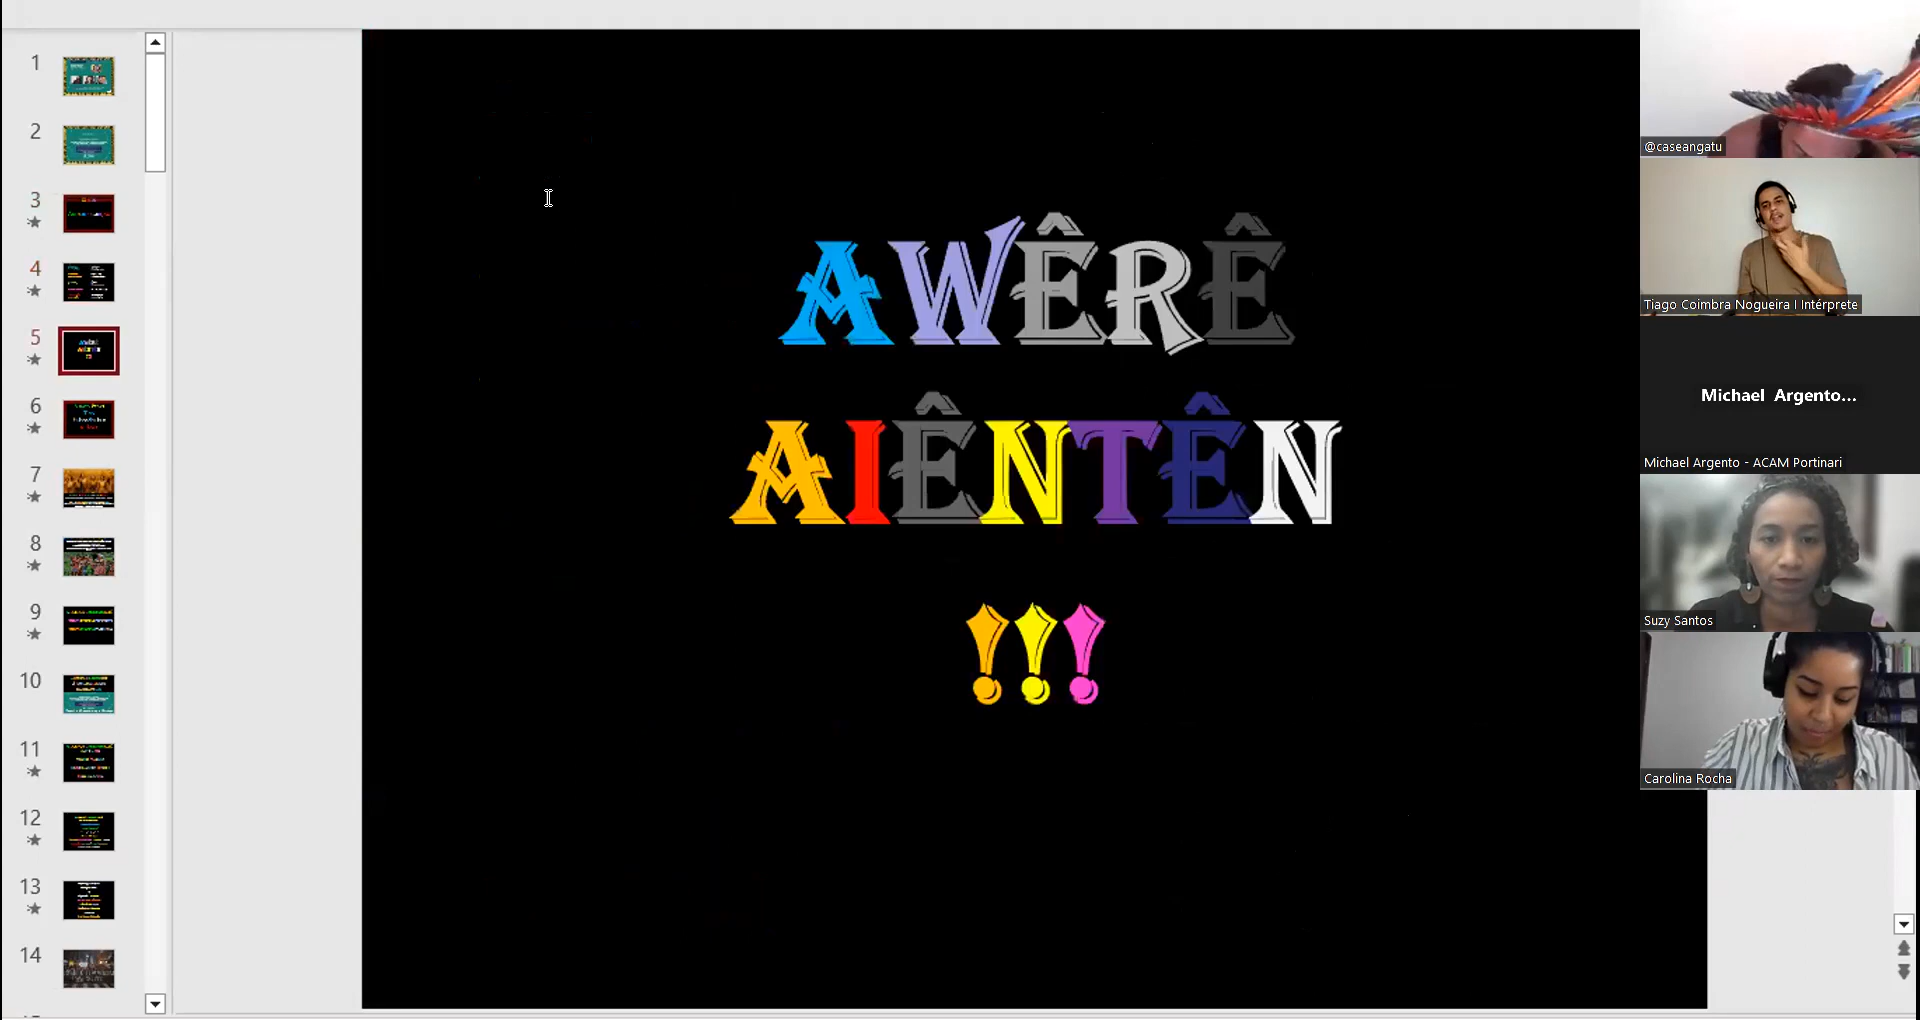 1
2
3
4
5
6
7
8
9
10
11
12
13
14
AWÊRÊ
AIÊNTÊN
!!!
@caseangatu
Tiago Coimbra Nogueira I Intérprete
Michael Argento...
Michael Argento - ACAM Portinari
Suzy Santos
Carolina Rocha